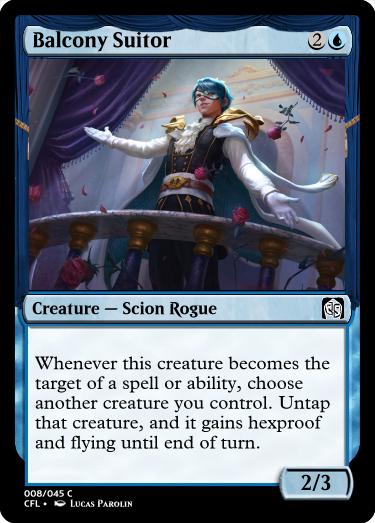 Balcony Suitor 2
Creature — Scion Rogue
Whenever this creature becomes the
target of a spell or ability, choose
another creature you control. Untap
that creature, and it gains hexproof
and flying until end of turn.
2/3
008/045 C
CFL • Lucas Parolin